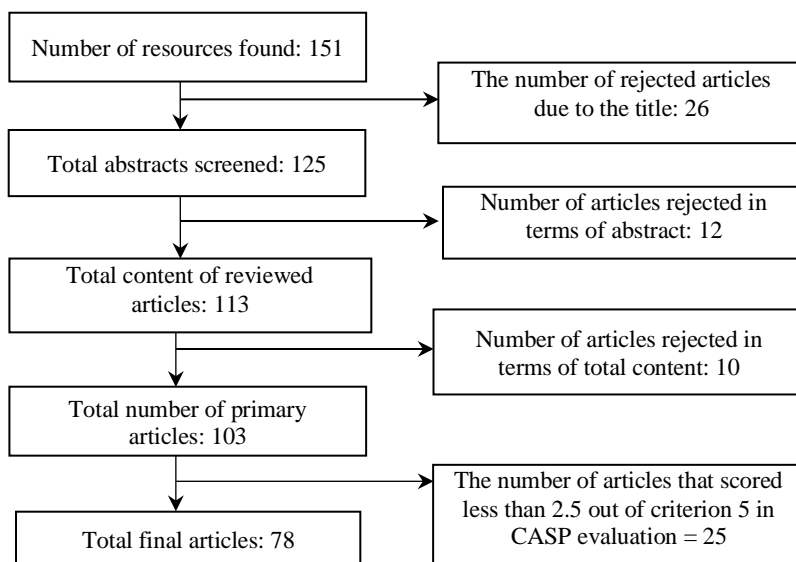 Number of resources found: 151
The number of rejected articles
due to the title: 26
Total abstracts screened: 125
Number of articles rejected in
terms of abstract: 12
Total content of reviewed
articles: 113
Number of articles rejected in
terms of total content: 10
Total number of primary
articles: 103
The number of articles that scored
less than 2.5 out of criterion 5 in
CASP evaluation = 25
Total final articles: 78